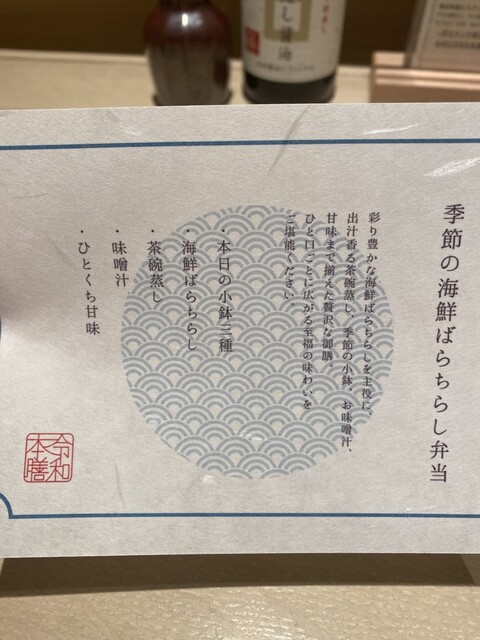 季節の海鮮ばらちらし弁当
彩り豊かな海鮮ばらちらしを主役に、
出汁香る茶碗蒸し、季節の小鉢、お味噌汁、
甘味まで揃えた贅沢な御膳。
ひと口ごとに広がる至福の味わいを
ご堪能ください。
・本日の小鉢三種
・海鮮ばらちらし
・茶碗蒸し
・味噌汁
・ひとくち甘味
令和
本膳
し醤油